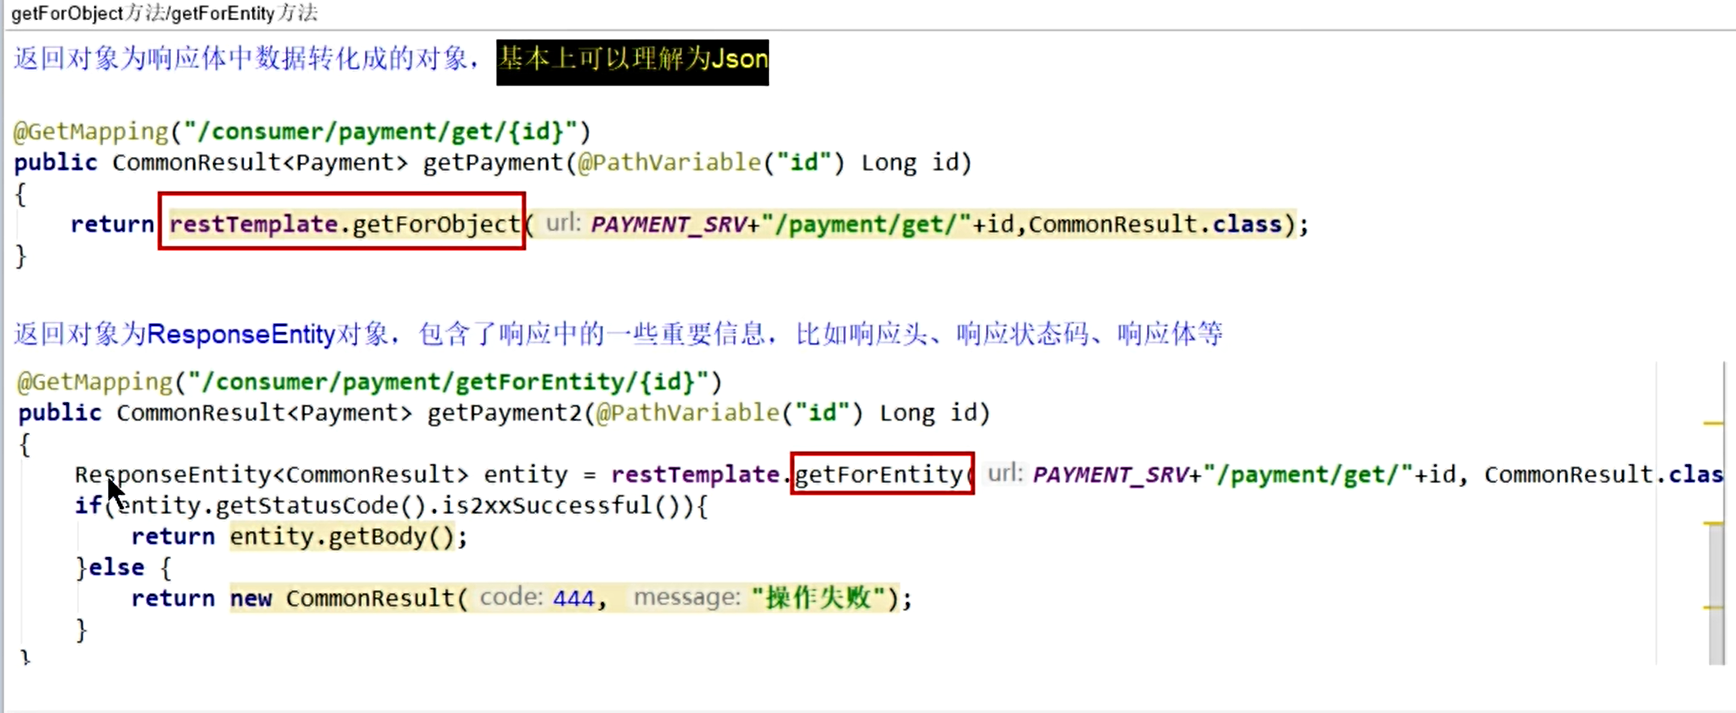 getForObject方法/getForEntity方法
返回对象为响应体中数据转化成的对象，基本上可以理解为Json
@GetMapping("/consumer/payment/get/{id}")
public CommonResult<Payment> getPayment(@PathVariable("id") Long id)
{
return restTemplate.getForObject( url: PAYMENT_SRV+"/payment/get/"+id,CommonResult.class);
}
返回对象为ResponseEntity对象，包含了响应中的一些重要信息，比如响应头、响应状态码、响应体等
@GetMapping("/consumer/payment/getForEntity/{id}")
public CommonResult<Payment> getPayment2(@PathVariable("id") Long id)
{
ResponseEntity<CommonResult> entity = restTemplate.getForEntity( url: PAYMENT_SRV+"/payment/get/"+id, CommonResult.clas
if(entity.getStatusCode().is2xxSuccessful()){
return entity.getBody();
}else {
return new CommonResult( code: 444, message: "操作失败");
}
}